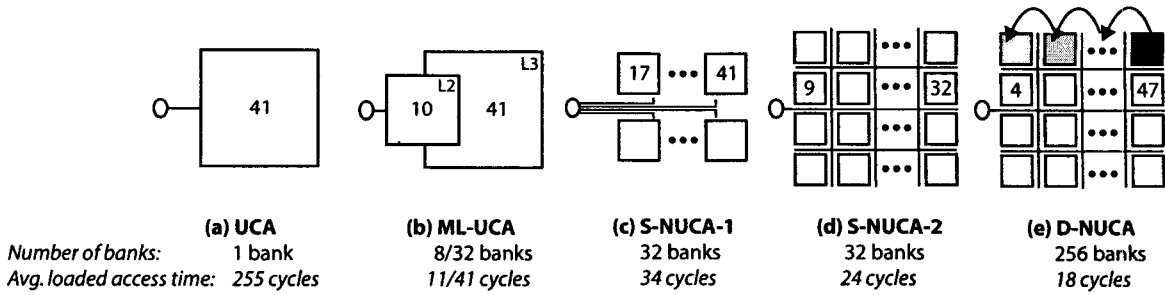 41
L2
10
L3
41
17 ••• 41
•••
••• 
9 ••• 32
•••
•••
•••
4 ••• 47
•••
•••
(a) UCA (b) ML-UCA (c) S-NUCA-1 (d) S-NUCA-2 (e) D-NUCA
Number of banks: 1 bank 8/32 banks 32 banks 32 banks 256 banks
Avg. loaded access time: 255 cycles 11/41 cycles 34 cycles 24 cycles 18 cycles